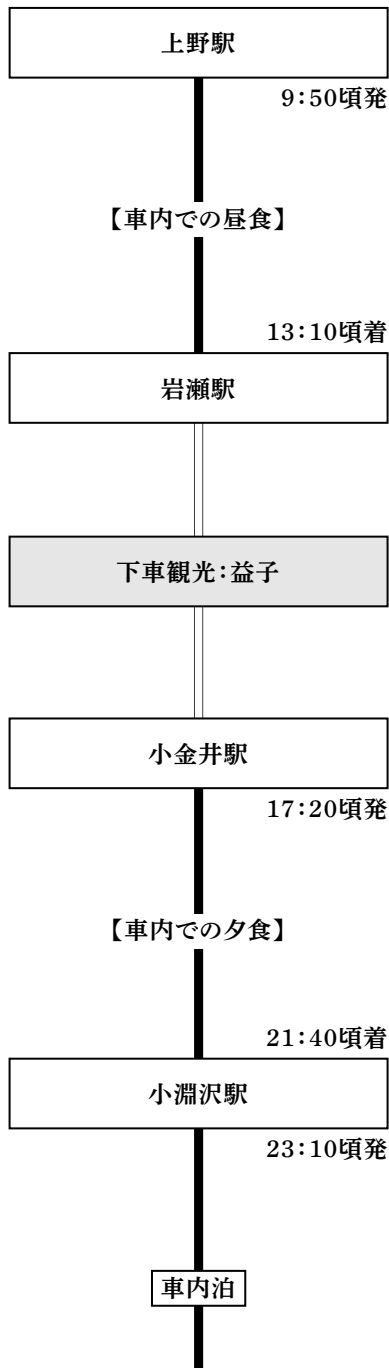 上野駅
9:50頃発
【車内での昼食】
13:10頃着
岩瀬駅
下車観光:益子
小金井駅
17:20頃発
【車内での夕食】
21:40頃着
小淵沢駅
23:10頃発
車内泊